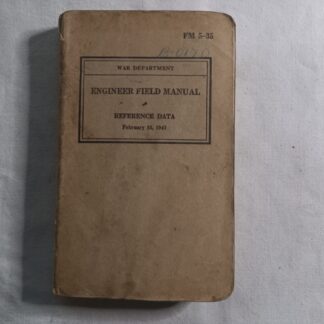 FM 5-35
WAR DEPARTMENT
ENGINEER FIELD MANUAL
REFERENCE DATA
February 15, 1941